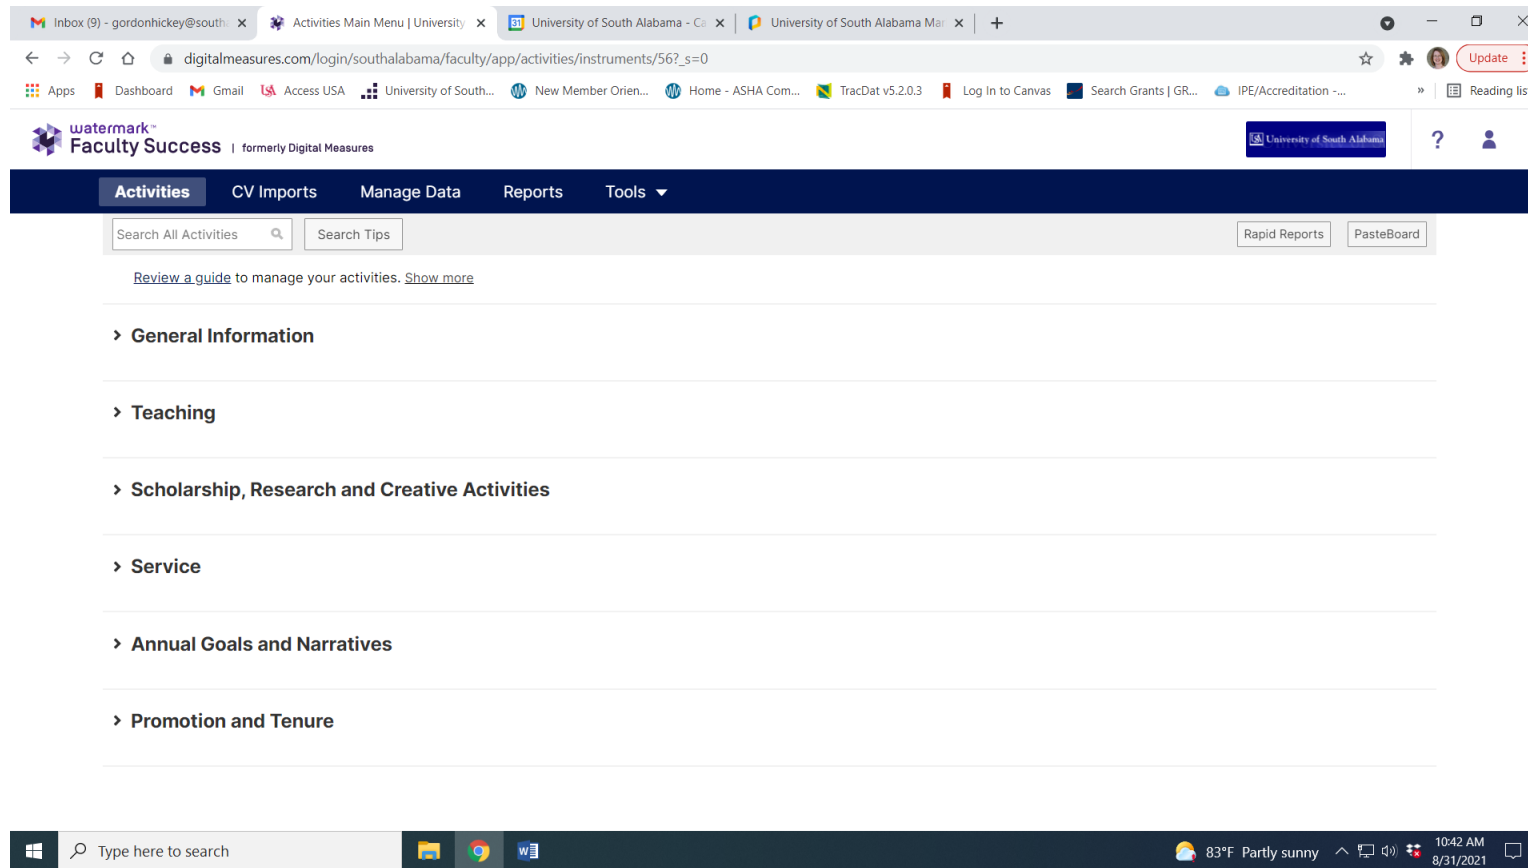 Inbox (9) - gordonhickey@south
Activities Main Menu | University
31 University of South Alabama - Ca
University of South Alabama Mar
digitalmeasures.com/login/southalabama/faculty/app/activities/instruments/56?_s=0
Update
Apps Dashboard Gmail USA Access USA University of South... New Member Orien... Home - ASHA Com... TracDat v5.2.0.3 Log In to Canvas Search Grants | GR... IPE/Accreditation -... » Reading lis
watermark™
Faculty Success | formerly Digital Measures
University of South Alabama
?
Activities CV Imports Manage Data Reports Tools
Search All Activities Search Tips Rapid Reports PasteBoard
Review a guide to manage your activities. Show more
General Information
Teaching
Scholarship, Research and Creative Activities
Service
Annual Goals and Narratives
Promotion and Tenure
Type here to search
83°F Partly sunny
10:42 AM
8/31/2021